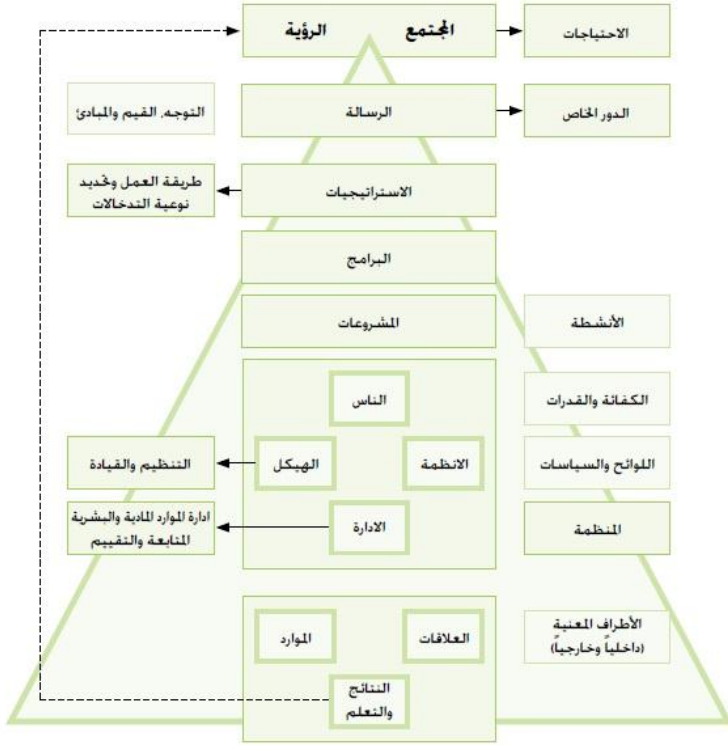 المجتمع
الرؤية
الاحتياجات
الرسالة
الدور الخاص
التوجه، القيم والمبادئ
الاستراتيجيات
طريقة العمل وتحديد
نوعية التدخالات
البرامج
المشروعات
الأنشطة
الناس
الكفائة والقدرات
الانظمة
الهيكل
اللوائح والسياسات
التنظيم والقيادة
الادارة
المنظمة
ادارة الموارد المادية والبشرية
المتابعة والتقييم
الأطراف المعنية
(داخلياً وخارجياً)
العلاقات
الموارد
النتائج
والتعلم